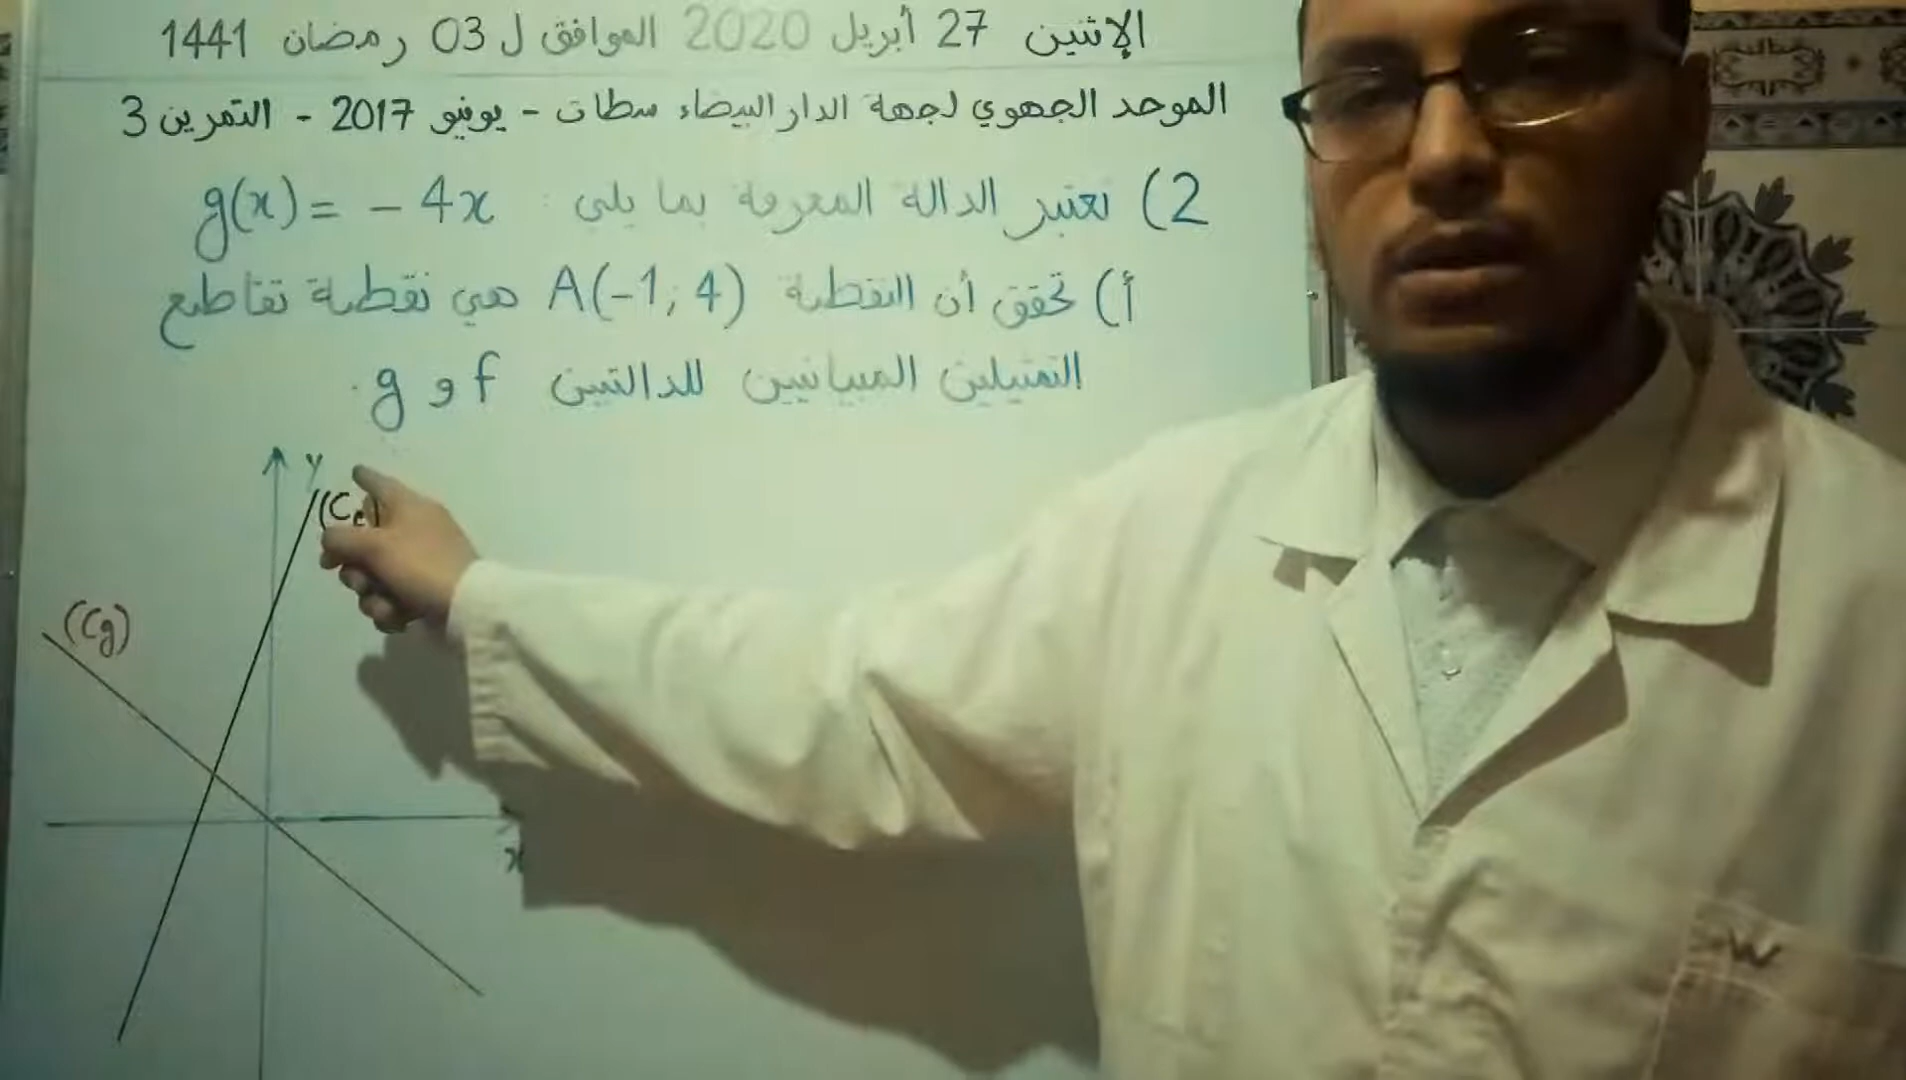 الإثنين 27 أبريل 2020 الموافق ل 03 رمضان 1441
الموحد الجهوي لجهة الدار البيضاء سطات - يونيو 2017 - التمرين 3
2) نعتبر الدالة المعرفة بما يلي : g(x) = - 4x
أ) تحقق أن النقطة A(-1; 4) هي نقطة تقاطع
التمثيلين المبيانيين للدالتين f و g.
y
(Cg)
x
W